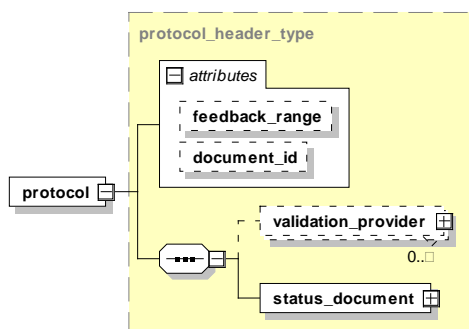 protocol_header_type
attributes
feedback_range
document_id
protocol
validation_provider
0..□
status_document